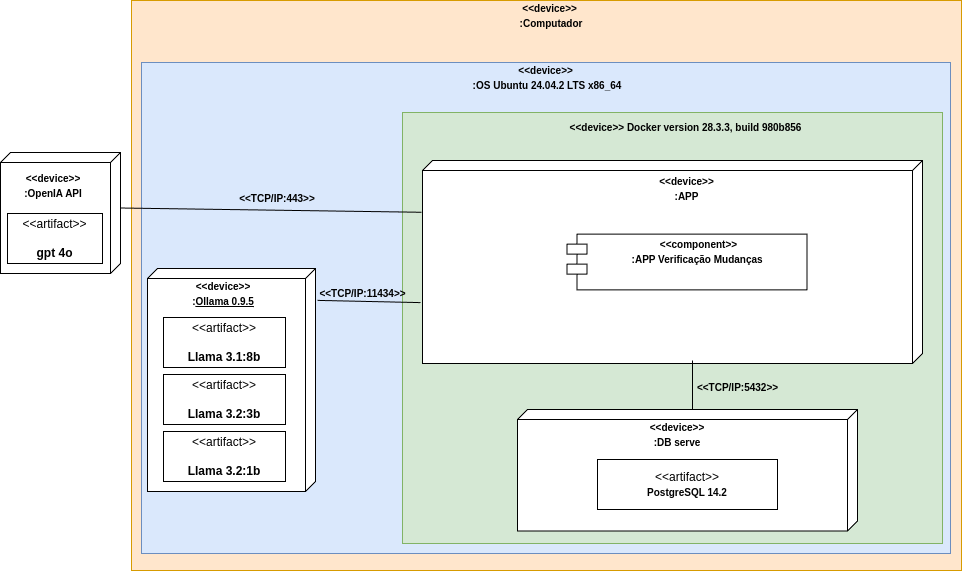 <<device>>
:Computador
<<device>>
:OS Ubuntu 24.04.2 LTS x86_64
<<device>> Docker version 28.3.3, build 980b856
<<device>>
:OpenIA API
<<artifact>>
gpt 4o
<<TCP/IP:443>>
<<device>>
:APP
<<component>>
:APP Verificação Mudanças
<<device>>
:Ollama 0.9.5
<<artifact>>
Llama 3.1:8b
<<artifact>>
Llama 3.2:3b
<<artifact>>
Llama 3.2:1b
<<TCP/IP:11434>>
<<TCP/IP:5432>>
<<device>>
:DB serve
<<artifact>>
PostgreSQL 14.2